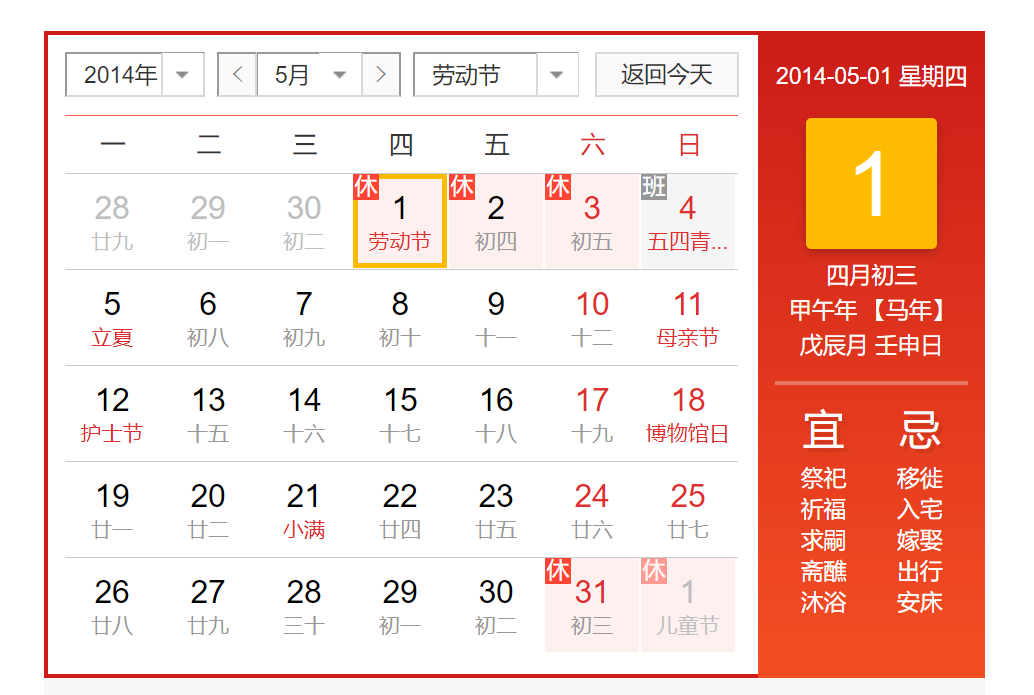 2014年 5月 劳动节 返回今天
一 二 三 四 五 六 日
休 休 休 班
28 29 30 1 2 3 4
廿九 初一 初二 劳动节 初四 初五 五四青...
5 6 7 8 9 10 11
立夏 初八 初九 初十 十一 十二 母亲节
12 13 14 15 16 17 18
护士节 十五 十六 十七 十八 十九 博物馆日
19 20 21 22 23 24 25
廿一 廿二 小满 廿四 廿五 廿六 廿七
休 休
26 27 28 29 30 31 1
廿八 廿九 三十 初一 初二 初三 儿童节
2014-05-01 星期四
1
四月初三
甲午年 【马年】
戊辰月 壬申日
宜 忌
祭祀 移徙
祈福 入宅
求嗣 嫁娶
斋醮 出行
沐浴 安床